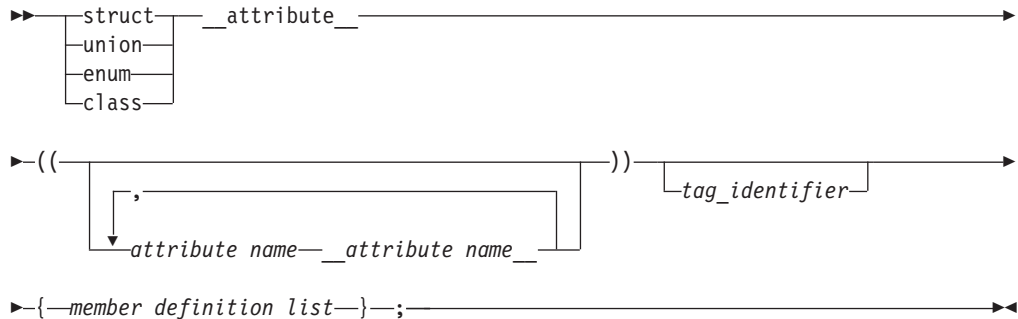 struct __attribute__
union
enum
class
(( ))
tag_identifier
,
attribute name __attribute name__
{ member definition list } ;